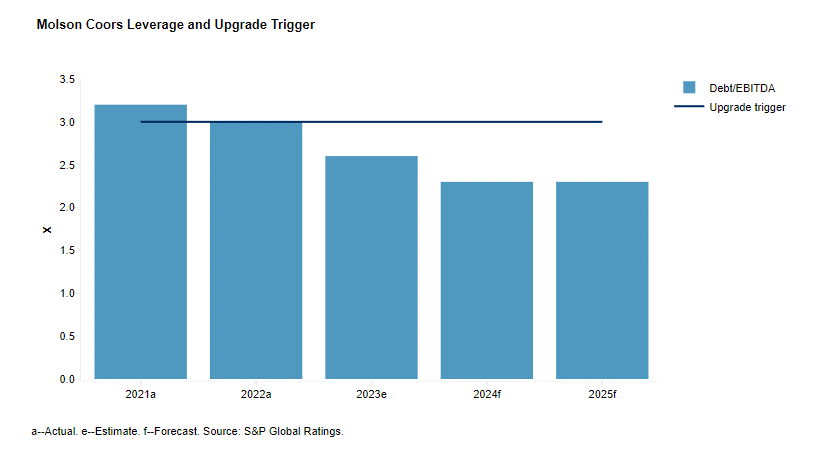 Molson Coors Leverage and Upgrade Trigger
3.5
3.0
2.5
2.0
1.5
1.0
0.5
0.0
X
2021a
2022a
2023e
2024f
2025f
Debt/EBITDA
Upgrade trigger
a--Actual. e--Estimate. f--Forecast. Source: S&P Global Ratings.